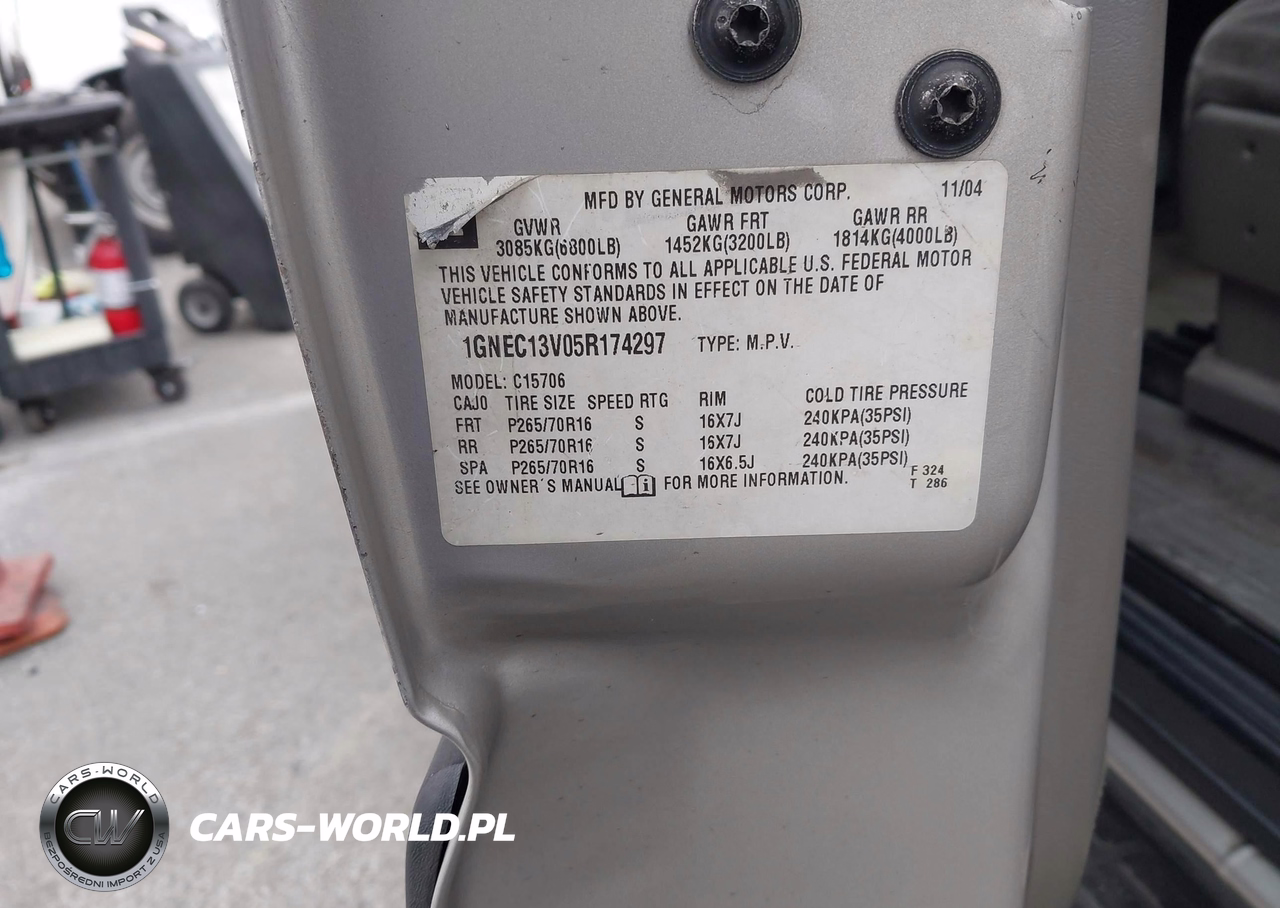 MFD BY GENERAL MOTORS CORP. 11/04
GVWR GAWR FRT GAWR RR
3085KG(6800LB) 1452KG(3200LB) 1814KG(4000LB)
THIS VEHICLE CONFORMS TO ALL APPLICABLE U.S. FEDERAL MOTOR
VEHICLE SAFETY STANDARDS IN EFFECT ON THE DATE OF
MANUFACTURE SHOWN ABOVE.
1GNEC13V05R174297 TYPE: M.P.V.
MODEL: C15706
CAJ0 TIRE SIZE SPEED RTG RIM COLD TIRE PRESSURE
FRT P265/70R16 S 16X7J 240KPA(35PSI)
RR P265/70R16 S 16X7J 240KPA(35PSI)
SPA P265/70R16 S 16X6.5J 240KPA(35PSI)
SEE OWNER'S MANUAL i FOR MORE INFORMATION.
F 324
T 286
CARS-WORLD
CW
BEZPOŚREDNI IMPORT Z USA
CARS-WORLD.PL